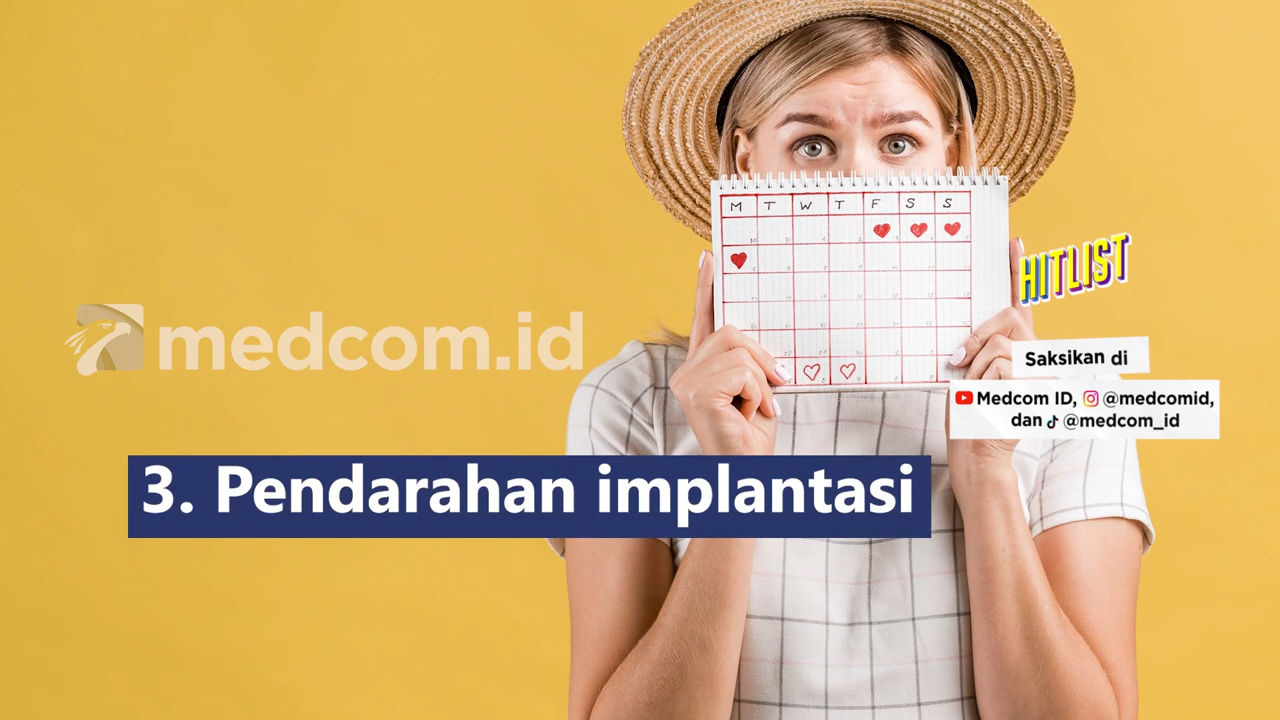 M T W T F S S
HITLIST
medcom.id
Saksikan di
Medcom ID, @medcomid,
dan @medcom_id
3. Pendarahan implantasi